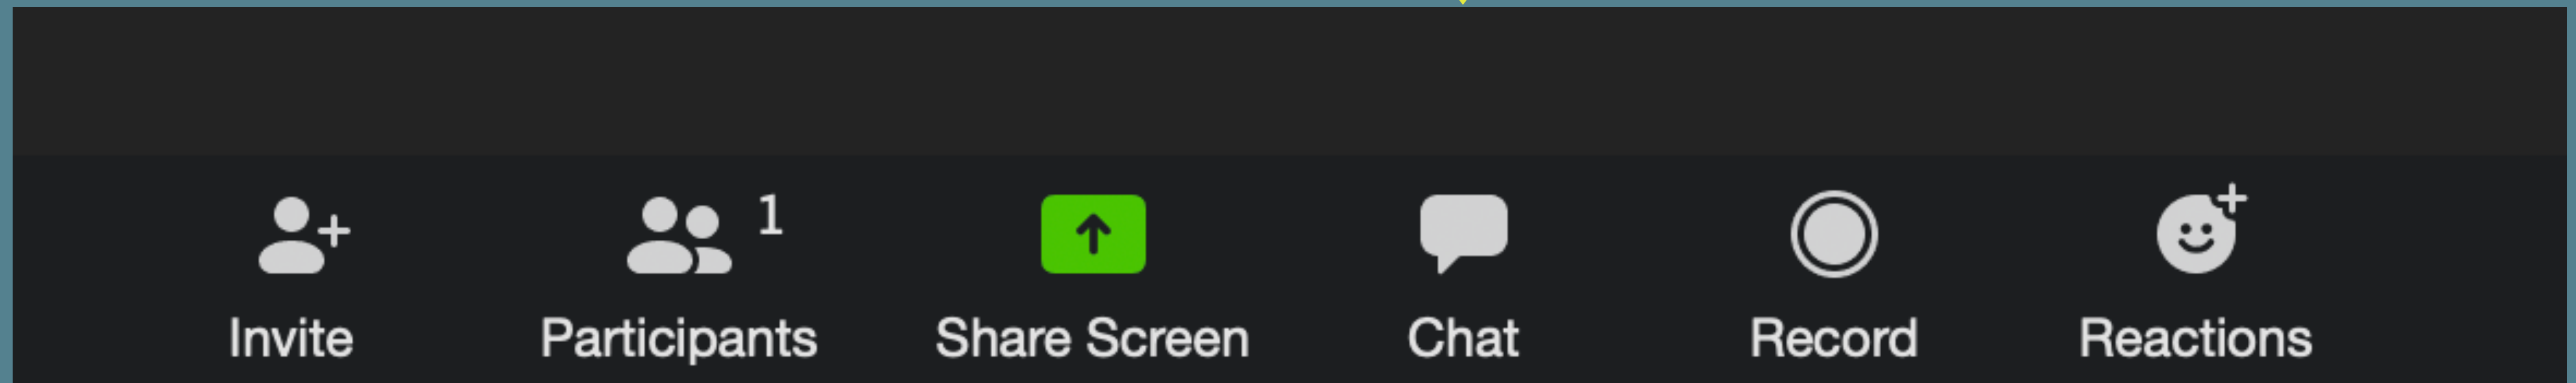 1
Invite
Participants
Share Screen
Chat
Record
Reactions